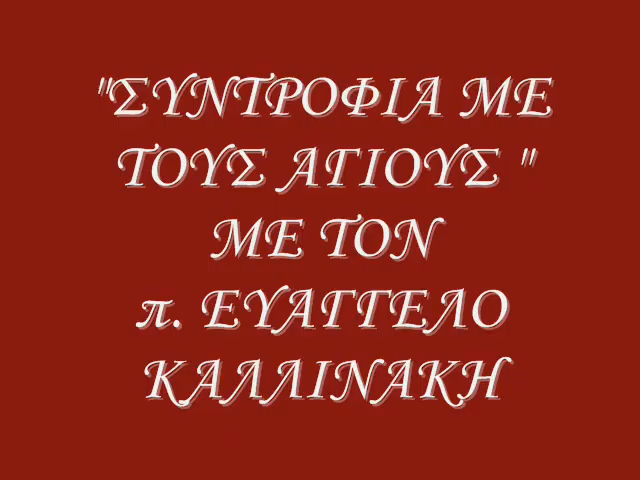 "ΣΥΝΤΡΟΦΙΑ ΜΕ
ΤΟΥΣ ΑΓΙΟΥΣ "
ΜΕ ΤΟΝ
π. ΕΥΑΓΓΕΛΟ
ΚΑΛΛΙΝΑΚΗ